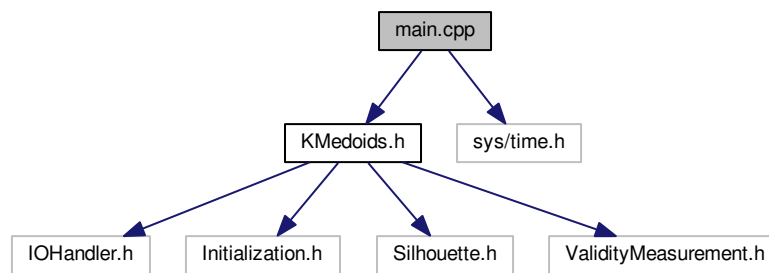 main.cpp
KMedoids.h
sys/time.h
IOHandler.h
Initialization.h
Silhouette.h
ValidityMeasurement.h